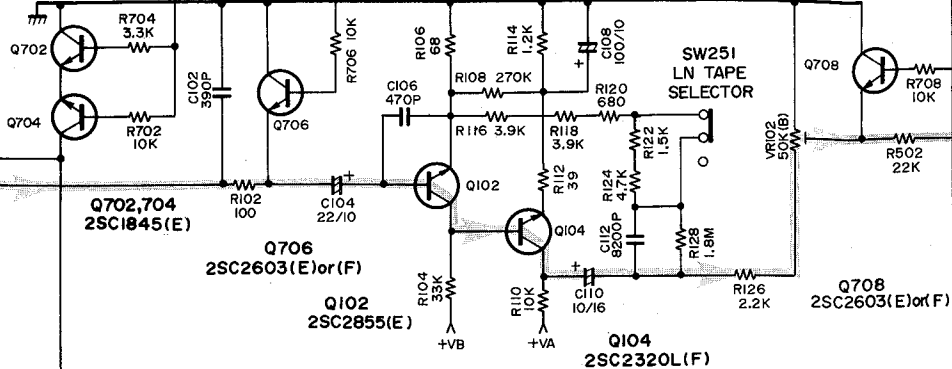 R704
3.3K
Q702
Q704
R702
10K
C102
390P
R706 10K
Q706
R106
68
R114
1.2K
C108
100/10
+
R108 270K
C106
470P
R116 3.9K
R118
3.9K
R120
680
SW251
LN TAPE
SELECTOR
R122
1.5K
R124
4.7K
R112
39
Q102
Q104
C112
8200P
R128
1.8M
VR102
50K(B)
Q708
R708
10K
R502
22K
R102
100
+
C104
22/10
Q702,704
2SC1845(E)
Q706
2SC2603(E)or(F)
Q102
2SC2855(E)
R104
33K
R110
10K
+
C110
10/16
R126
2.2K
+VB
+VA
Q104
2SC2320L(F)
Q708
2SC2603(E)or(F)